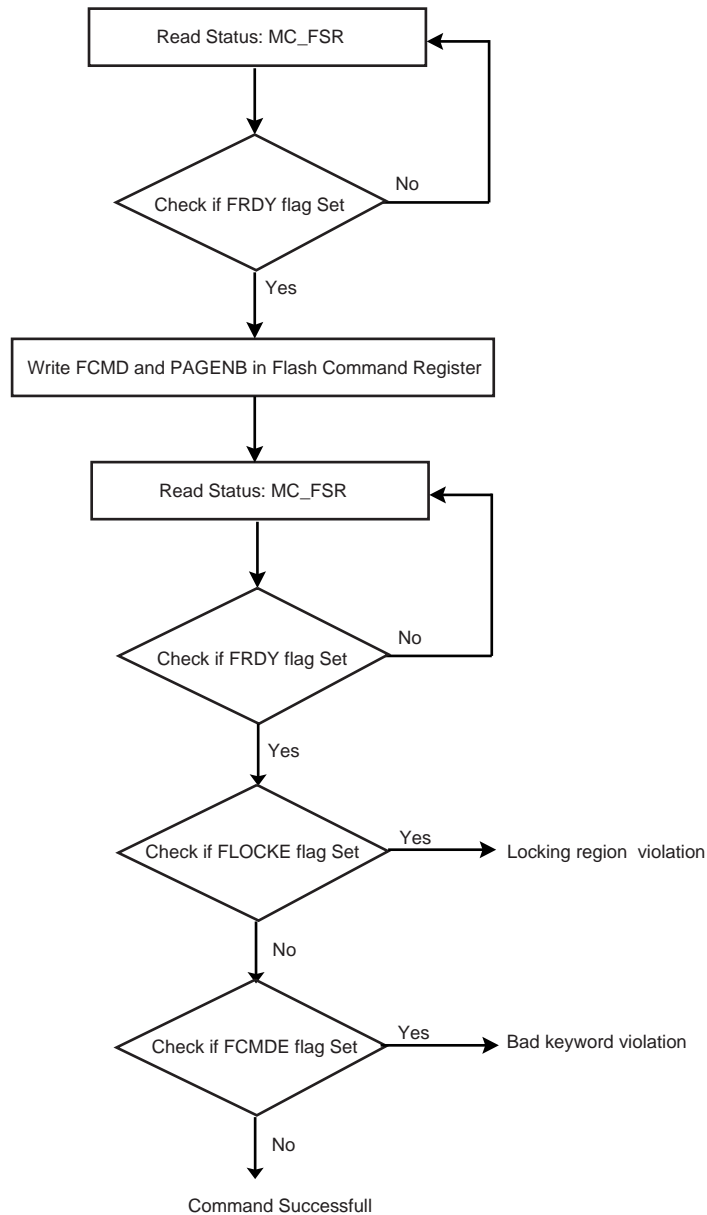 Read Status: MC_FSR
Check if FRDY flag Set
No
Yes
Write FCMD and PAGENB in Flash Command Register
Read Status: MC_FSR
Check if FRDY flag Set
No
Yes
Check if FLOCKE flag Set
Yes
Locking region violation
No
Check if FCMDE flag Set
Yes
Bad keyword violation
No
Command Successfull